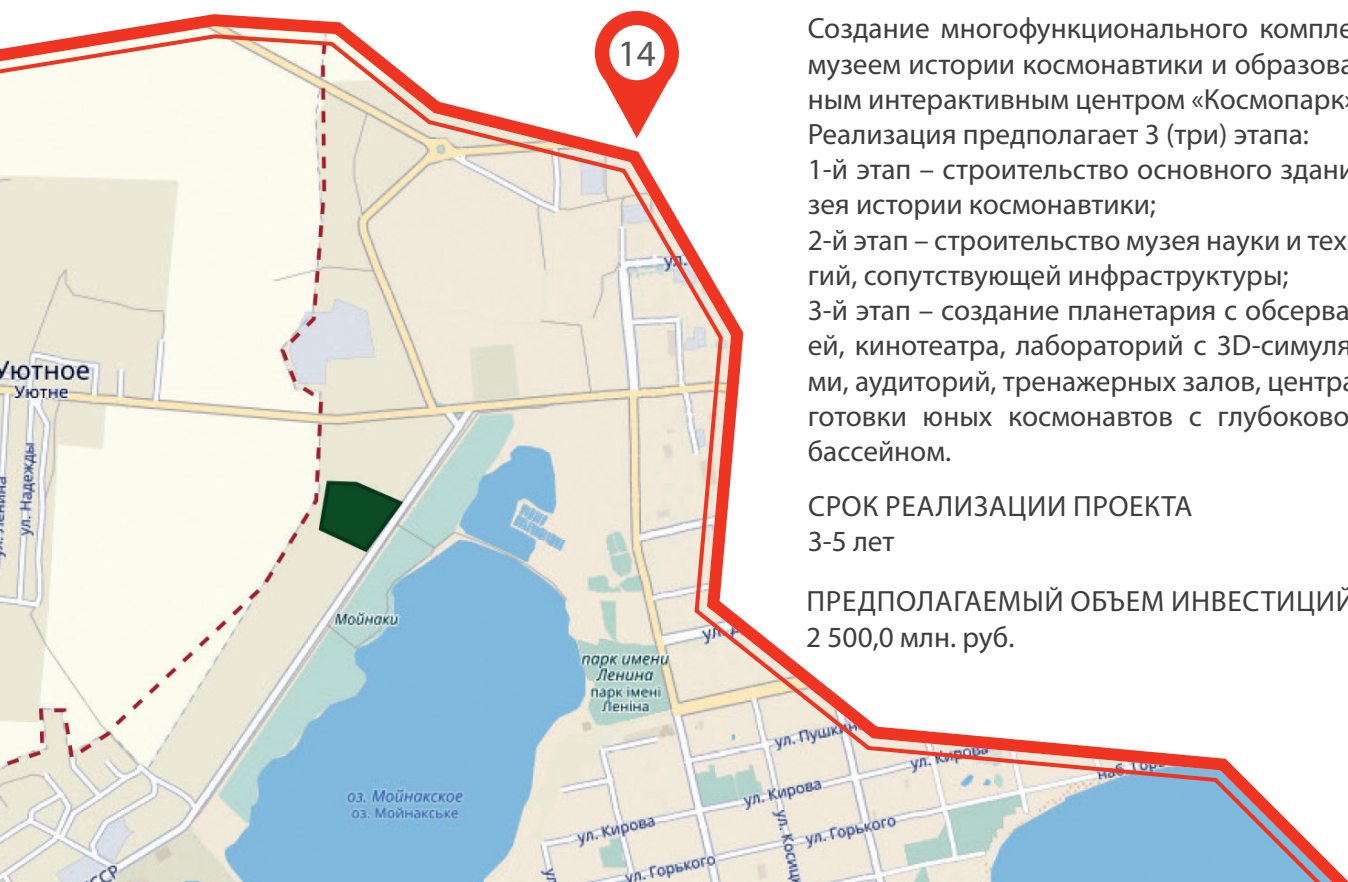 14
Создание многофункционального компле
музеем истории космонавтики и образова
ным интерактивным центром «Космопарк»
Реализация предполагает 3 (три) этапа:
1-й этап – строительство основного здани
зея истории космонавтики;
2-й этап – строительство музея науки и тех
гий, сопутствующей инфраструктуры;
3-й этап – создание планетария с обсерва
ей, кинотеатра, лабораторий с 3D-симуля
ми, аудиторий, тренажерных залов, центра
готовки юных космонавтов с глубоково
бассейном.
СРОК РЕАЛИЗАЦИИ ПРОЕКТА
3-5 лет
ПРЕДПОЛАГАЕМЫЙ ОБЪЕМ ИНВЕСТИЦИЙ
2 500,0 млн. руб.
ул.
Уютное
Уютне
ул. Ленина
ул. Надежды
Мойнаки
ул. Д
парк имени
Ленина
парк імені
Леніна
ул. Пушкин
ул. Кирова
наб. Горь
оз. Мойнакское
оз. Мойнакське
ул. Кирова
ул. Кирова
ул. Горького
ул. Косиц
ул. Горького
ул
ССР